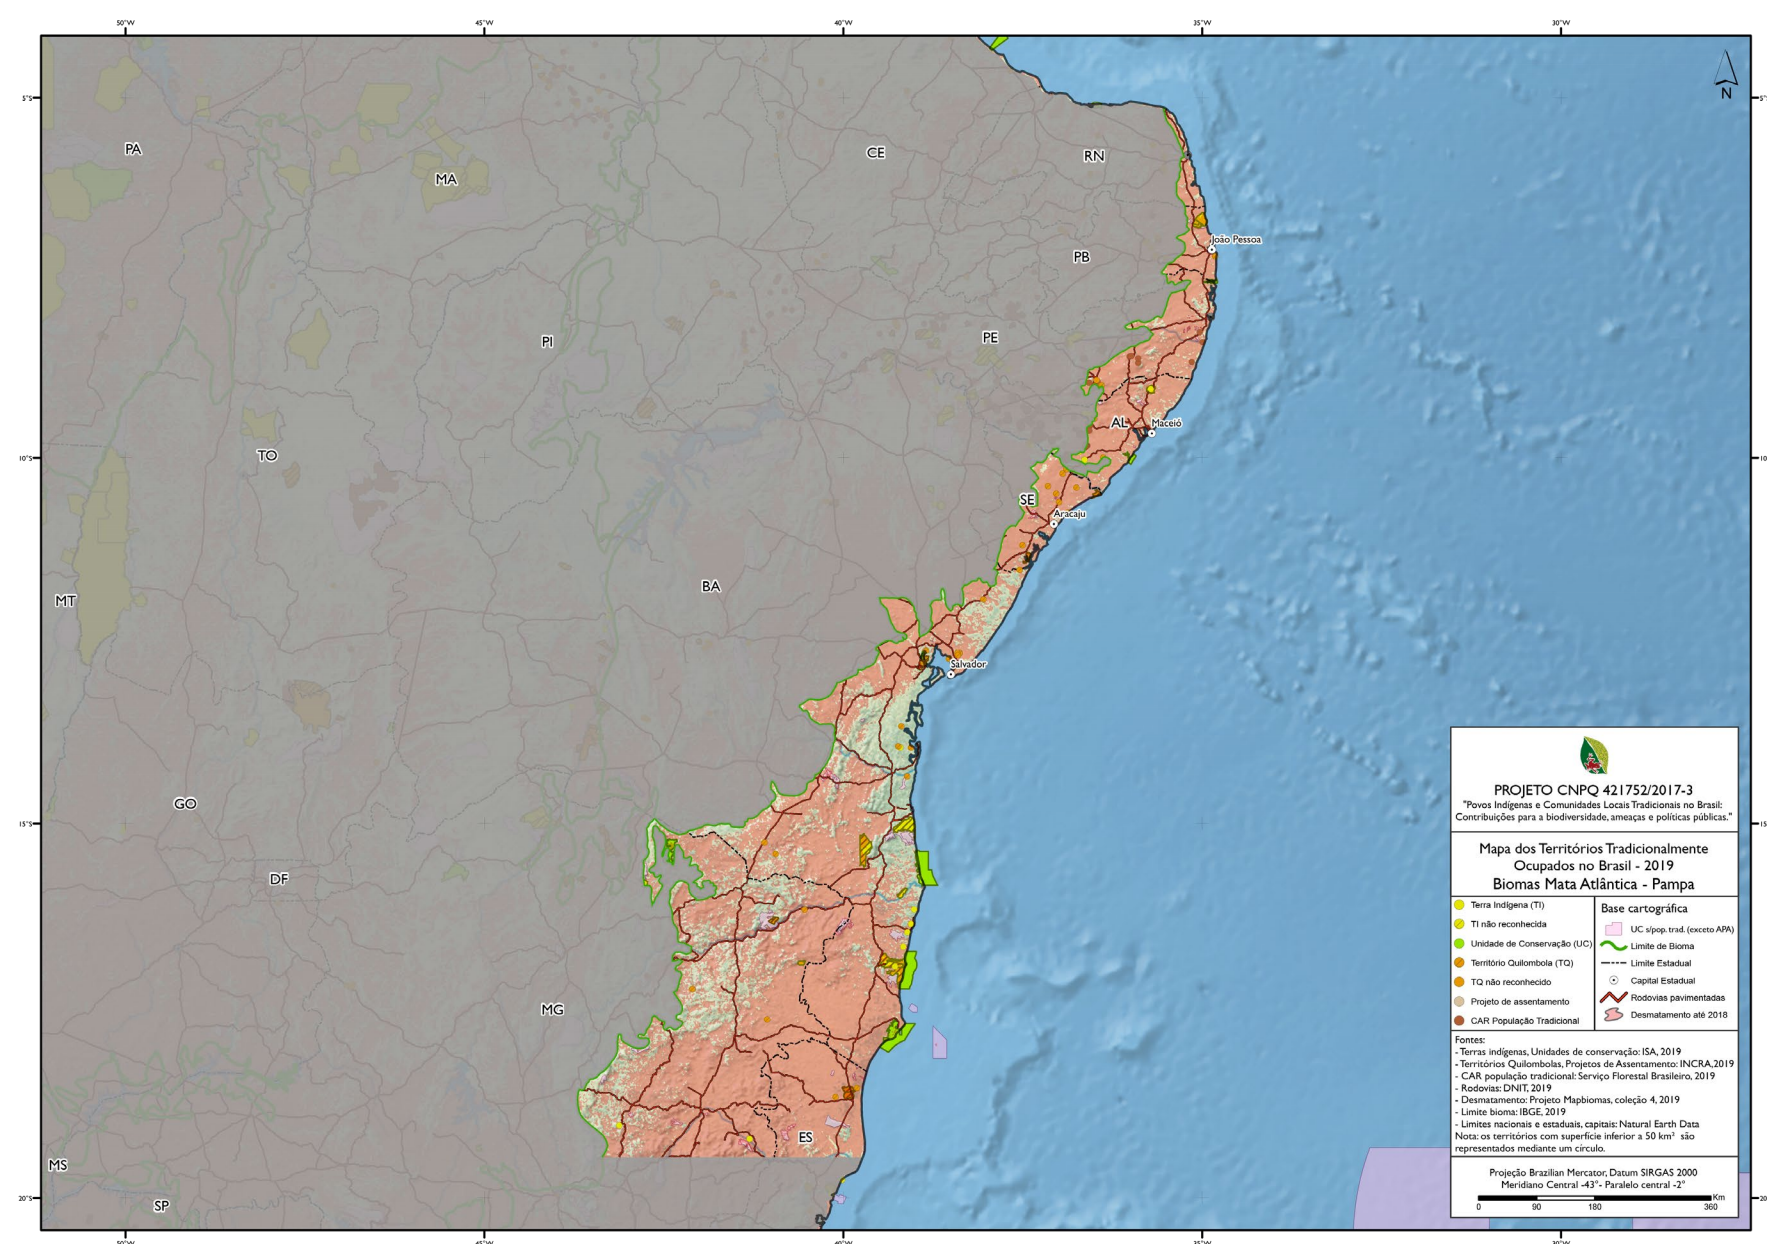 50°W 45°W 40°W 35°W 30°W
5°S
N
PA
CE
RN
MA
João Pessoa
PB
PE
PI
AL
Maceió
TO
10°S
SE
Aracaju
BA
MT
Salvador
GO
15°S
DF
MG
ES
MS
20°S
SP
PROJETO CNPQ 421752/2017-3
"Povos Indígenas e Comunidades Locais Tradicionais no Brasil:
Contribuições para a biodiversidade, ameaças e políticas públicas."
Mapa dos Territórios Tradicionalmente
Ocupados no Brasil - 2019
Biomas Mata Atlântica - Pampa
Terra Indígena (TI)
TI não reconhecida
Unidade de Conservação (UC)
Território Quilombola (TQ)
TQ não reconhecido
Projeto de assentamento
CAR População Tradicional
Base cartográfica
UC s/pop. trad. (exceto APA)
Limite de Bioma
Limite Estadual
Capital Estadual
Rodovias pavimentadas
Desmatamento até 2018
Fontes:
- Terras indígenas, Unidades de conservação: ISA, 2019
- Territórios Quilombolas, Projetos de Assentamento: INCRA,2019
- CAR população tradicional: Serviço Florestal Brasileiro, 2019
- Rodovias: DNIT, 2019
- Desmatamento: Projeto Mapbiomas, coleção 4, 2019
- Limite bioma: IBGE, 2019
- Limites nacionais e estaduais, capitais: Natural Earth Data
Nota: os territórios com superfície inferior a 50 km² são
representados mediante um círculo.
Projeção Brazilian Mercator, Datum SIRGAS 2000
Meridiano Central -43°- Paralelo central -2°
Km
0 90 180 360